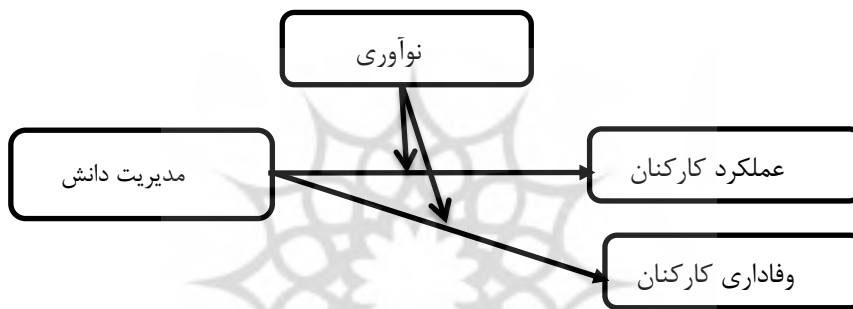 نوآوری
عملکرد کارکنان
مدیریت دانش
وفاداری کارکنان